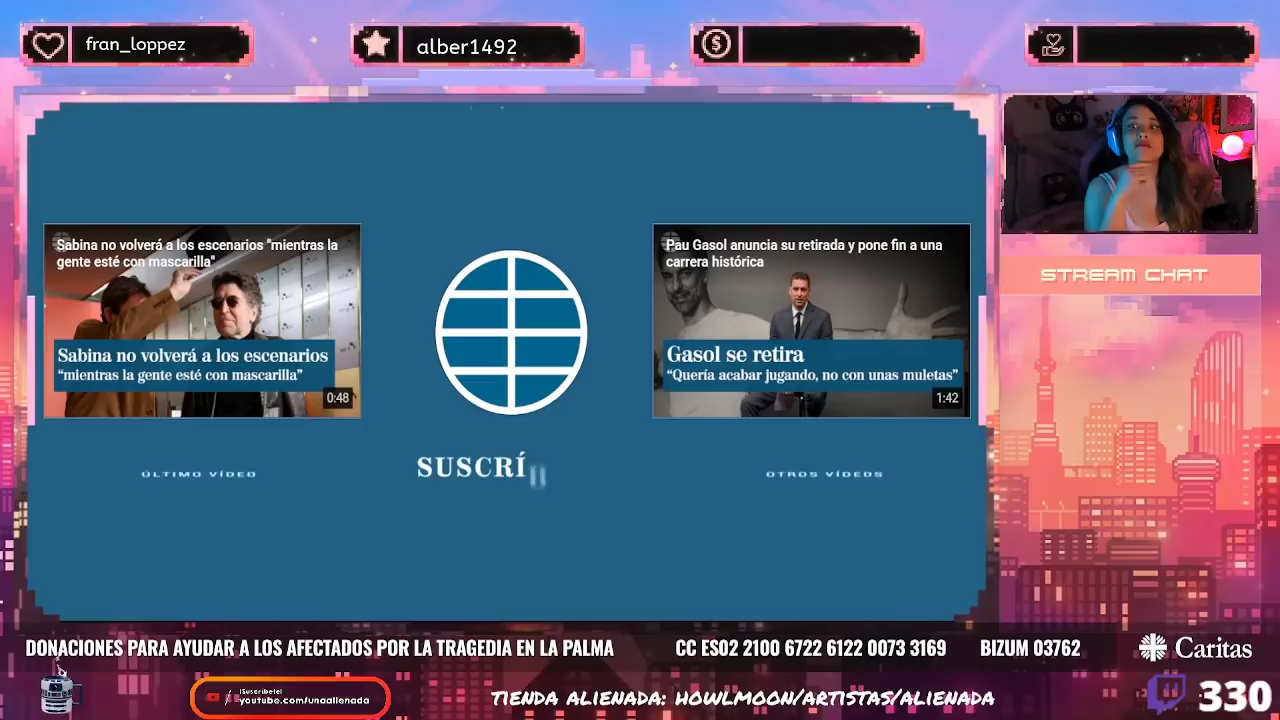 fran_loppez
alber1492
Sabina no volverá a los escenarios "mientras la
gente esté con mascarilla"
Sabina no volverá a los escenarios
“mientras la gente esté con mascarilla”
0:48
Pau Gasol anuncia su retirada y pone fin a una
carrera histórica
Gasol se retira
“Quería acabar jugando, no con unas muletas”
1:42
STREAM CHAT
SUSCRÍ
ÚLTIMO VÍDEO
OTROS VÍDEOS
DONACIONES PARA AYUDAR A LOS AFECTADOS POR LA TRAGEDIA EN LA PALMA
CC ES02 2100 6722 6122 0073 3169
BIZUM 03762
Caritas
¡Suscríbete!
youtube.com/unaalienada
TIENDA ALIENADA: HOWLMOON/ARTISTAS/ALIENADA
330